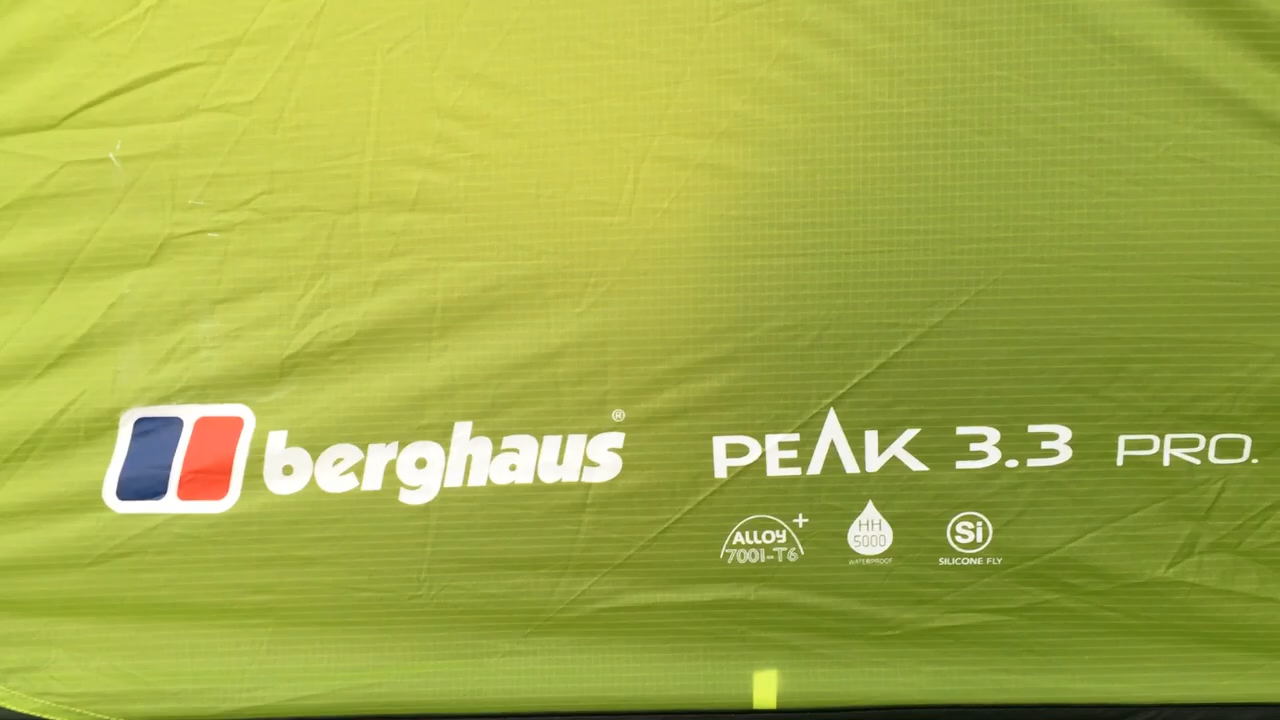 berghaus®
PEAK 3.3 PRO.
ALLOY +
7001-T6
HH
5000
WATERPROOF
Si
SILICONE FLY